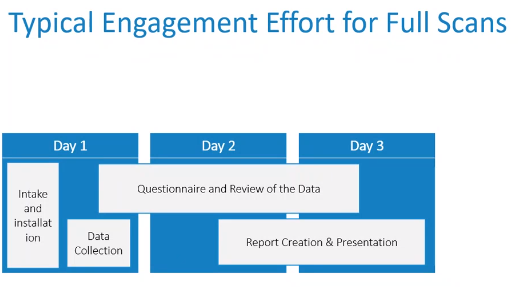 Typical Engagement Effort for Full Scans
Day 1
Day 2
Day 3
Intake
and
installat
ion
Questionnaire and Review of the Data
Data
Collection
Report Creation & Presentation